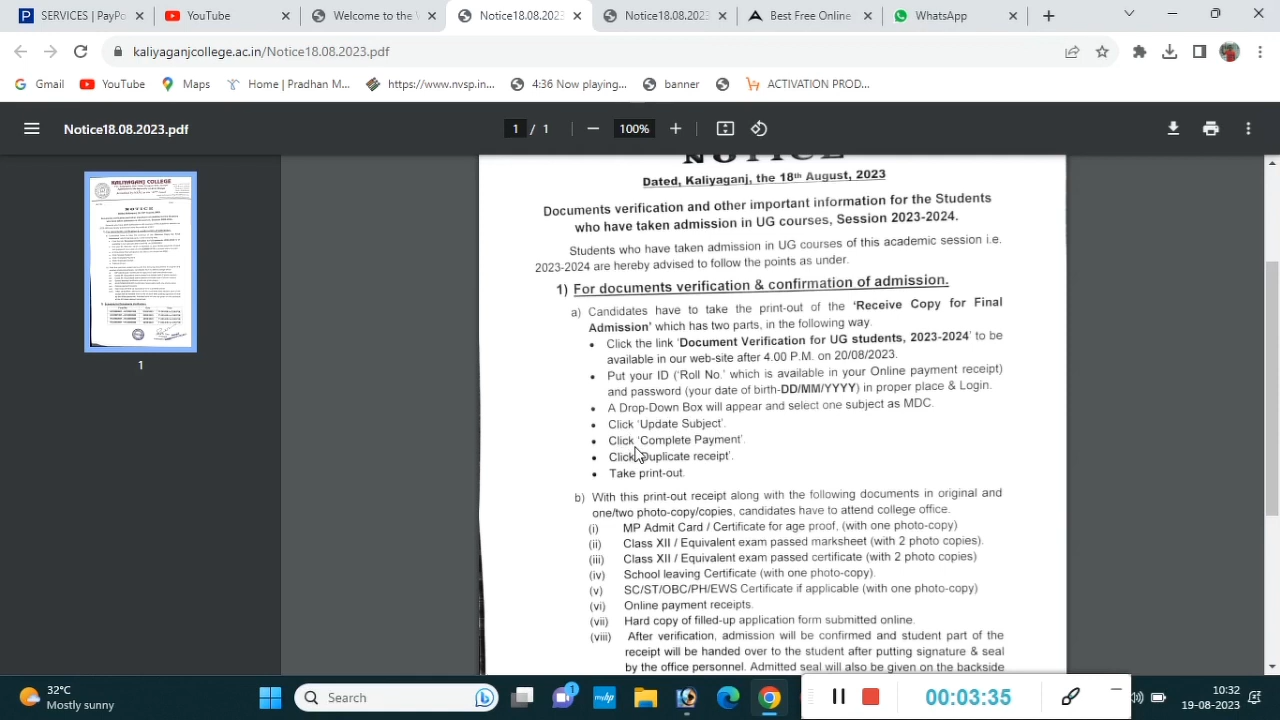 SERVICES | PayPo
YouTube
Welcome to the V
Notice18.08.2023
Notice18.08.2023.
Best Free Online
WhatsApp
kaliyaganjcollege.ac.in/Notice18.08.2023.pdf
Gmail
YouTube
Maps
Home | Pradhan M...
https://www.nvsp.in...
4:36 Now playing...
banner
ACTIVATION PROD...
Notice18.08.2023.pdf
1 / 1
100%
1
NOTICE
Dated, Kaliyaganj, the 18th August, 2023
Documents verification and other important information for the Students
who have taken admission in UG courses, Session 2023-2024.
Students who have taken admission in UG courses of this academic session i.e.
2023-2024 are hereby advised to follow the points as under.
1) For documents verification & confirmation of admission.
a) Candidates have to take the print-out of the 'Receive Copy for Final
Admission' which has two parts, in the following way
• Click the link 'Document Verification for UG students, 2023-2024' to be
available in our web-site after 4.00 P.M. on 20/08/2023.
• Put your ID ('Roll No.' which is available in your Online payment receipt)
and password (your date of birth-DD/MM/YYYY) in proper place & Login.
• A Drop-Down Box will appear and select one subject as MDC.
• Click 'Update Subject'.
• Click 'Complete Payment'.
• Click 'Duplicate receipt'.
• Take print-out.
b) With this print-out receipt along with the following documents in original and
one/two photo-copy/copies, candidates have to attend college office.
(i) MP Admit Card / Certificate for age proof, (with one photo-copy)
(ii) Class XII / Equivalent exam passed marksheet (with 2 photo copies).
(iii) Class XII / Equivalent exam passed certificate (with 2 photo copies)
(iv) School leaving Certificate (with one photo-copy).
(v) SC/ST/OBC/PH/EWS Certificate if applicable (with one photo-copy)
(vi) Online payment receipts.
(vii) Hard copy of filled-up application form submitted online.
(viii) After verification, admission will be confirmed and student part of the
receipt will be handed over to the student after putting signature & seal
by the office personnel. Admitted seal will also be given on the backside
32°C
Mostly sunny
Search
1
myhp
00:03:35
10:32
19-08-2023